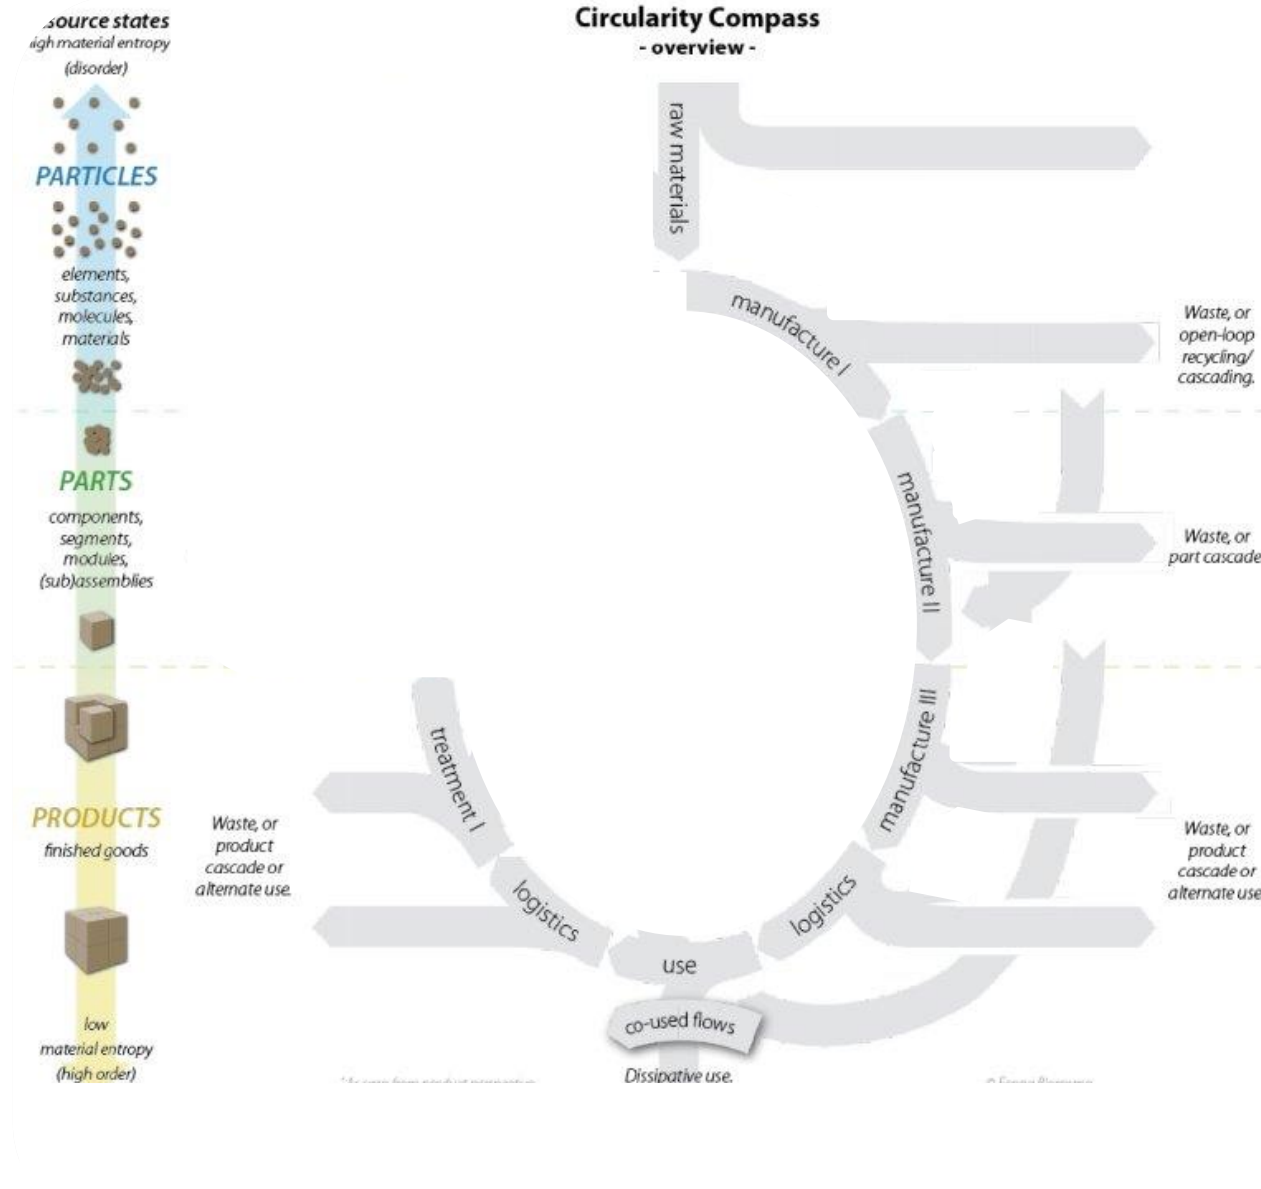 Circularity Compass
- overview -
source states
high material entropy
(disorder)
PARTICLES
elements,
substances,
molecules,
materials
PARTS
components,
segments,
modules,
(sub)assemblies
PRODUCTS
finished goods
low
material entropy
(high order)
raw materials
manufacture I
manufacture II
manufacture III
logistics
use
co-used flows
Dissipative use.
logistics
treatment I
Waste, or
product
cascade or
alternate use.
Waste, or
open-loop
recycling/
cascading.
Waste, or
part cascade
Waste, or
product
cascade or
alternate use